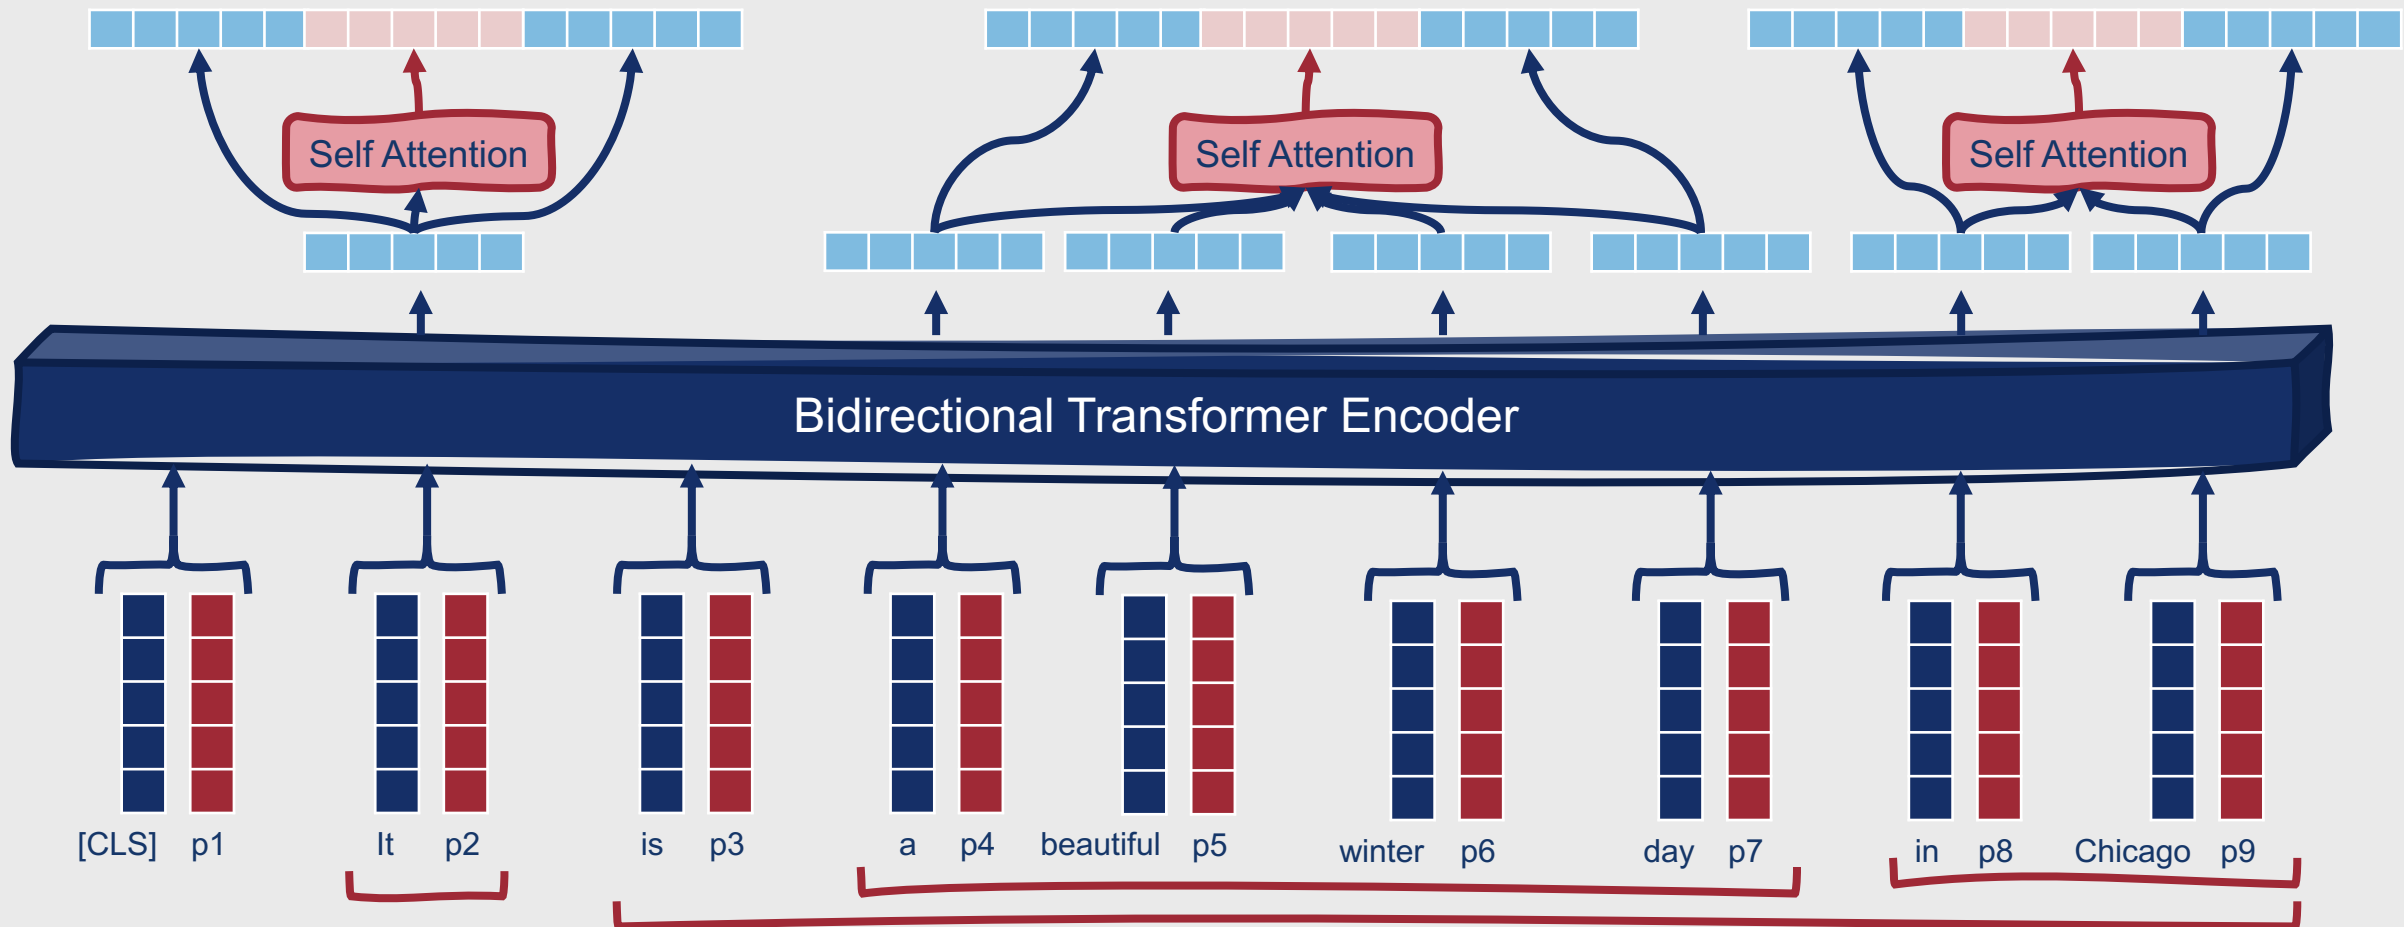 Self Attention Self Attention Self Attention
Bidirectional Transformer Encoder
[CLS] p1 It p2 is p3 a p4 beautiful p5 winter p6 day p7 in p8 Chicago p9